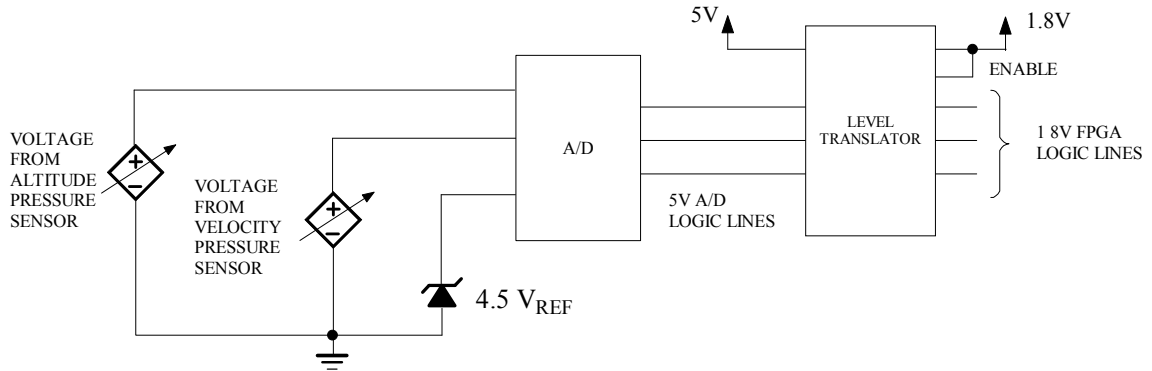 5V
1.8V
ENABLE
VOLTAGE
FROM
ALTITUDE
PRESSURE
SENSOR
+
−
VOLTAGE
FROM
VELOCITY
PRESSURE
SENSOR
+
−
A/D
LEVEL
TRANSLATOR
1 8V FPGA
LOGIC LINES
5V A/D
LOGIC LINES
4.5 VREF